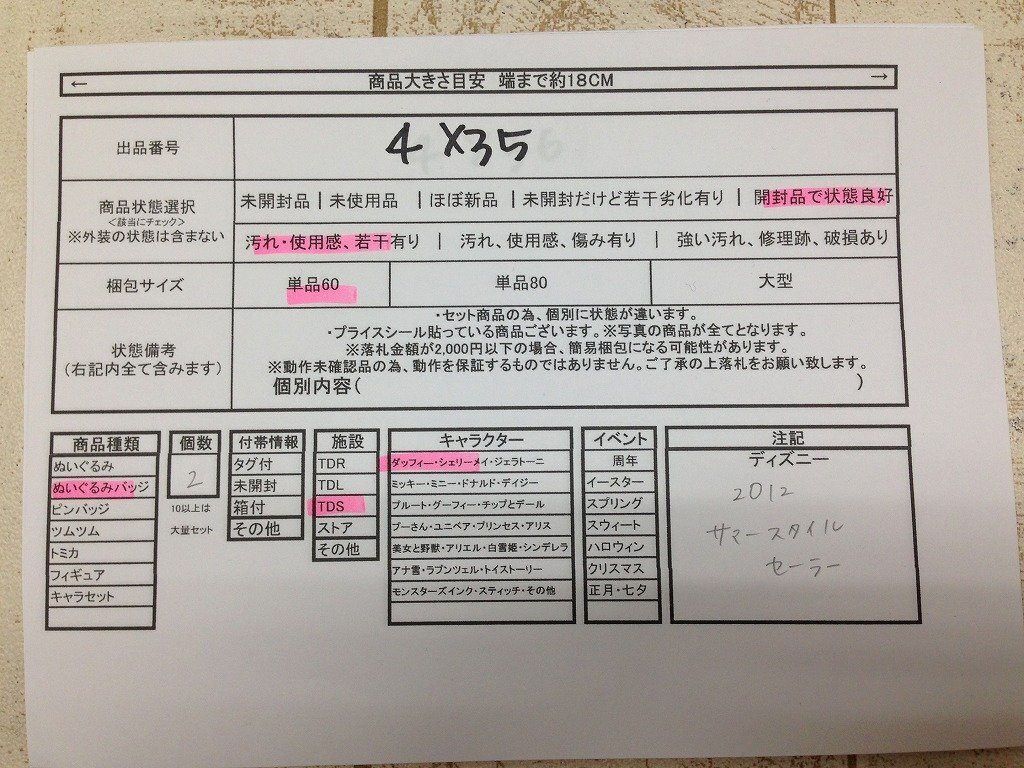 ← 商品大きさ目安 端まで約18CM →
出品番号 4X35
商品状態選択
<該当にチェック>
※外装の状態は含まない
未開封品 | 未使用品 | ほぼ新品 | 未開封だけど若干劣化有り | 開封品で状態良好
汚れ・使用感、若干有り | 汚れ、使用感、傷み有り | 強い汚れ、修理跡、破損あり
梱包サイズ 単品60 単品80 大型
状態備考
(右記内全て含みます)
・セット商品の為、個別に状態が違います。
・プライスシール貼っている商品ございます。※写真の商品が全てとなります。
※落札金額が2,000円以下の場合、簡易梱包になる可能性があります。
※動作未確認品の為、動作を保証するものではありません。ご了承の上落札をお願い致します。
個別内容( )
商品種類
ぬいぐるみ
ぬいぐるみバッジ
ピンバッジ
ツムツム
トミカ
フィギュア
キャラセット
個数
2
10以上は
大量セット
付帯情報
タグ付
未開封
箱付
その他
施設
TDR
TDL
TDS
ストア
その他
キャラクター
ダッフィー・シェリーメイ・ジェラトーニ
ミッキー・ミニー・ドナルド・デイジー
プルート・グーフィー・チップとデール
プーさん・ユニベア・プリンセス・アリス
美女と野獣・アリエル・白雪姫・シンデレラ
アナ雪・ラプンツェル・トイストーリー
モンスターズインク・スティッチ・その他
イベント
周年
イースター
スプリング
スウィート
ハロウィン
クリスマス
正月・七夕
注記
ディズニー
2012
サマースタイル
セーラー